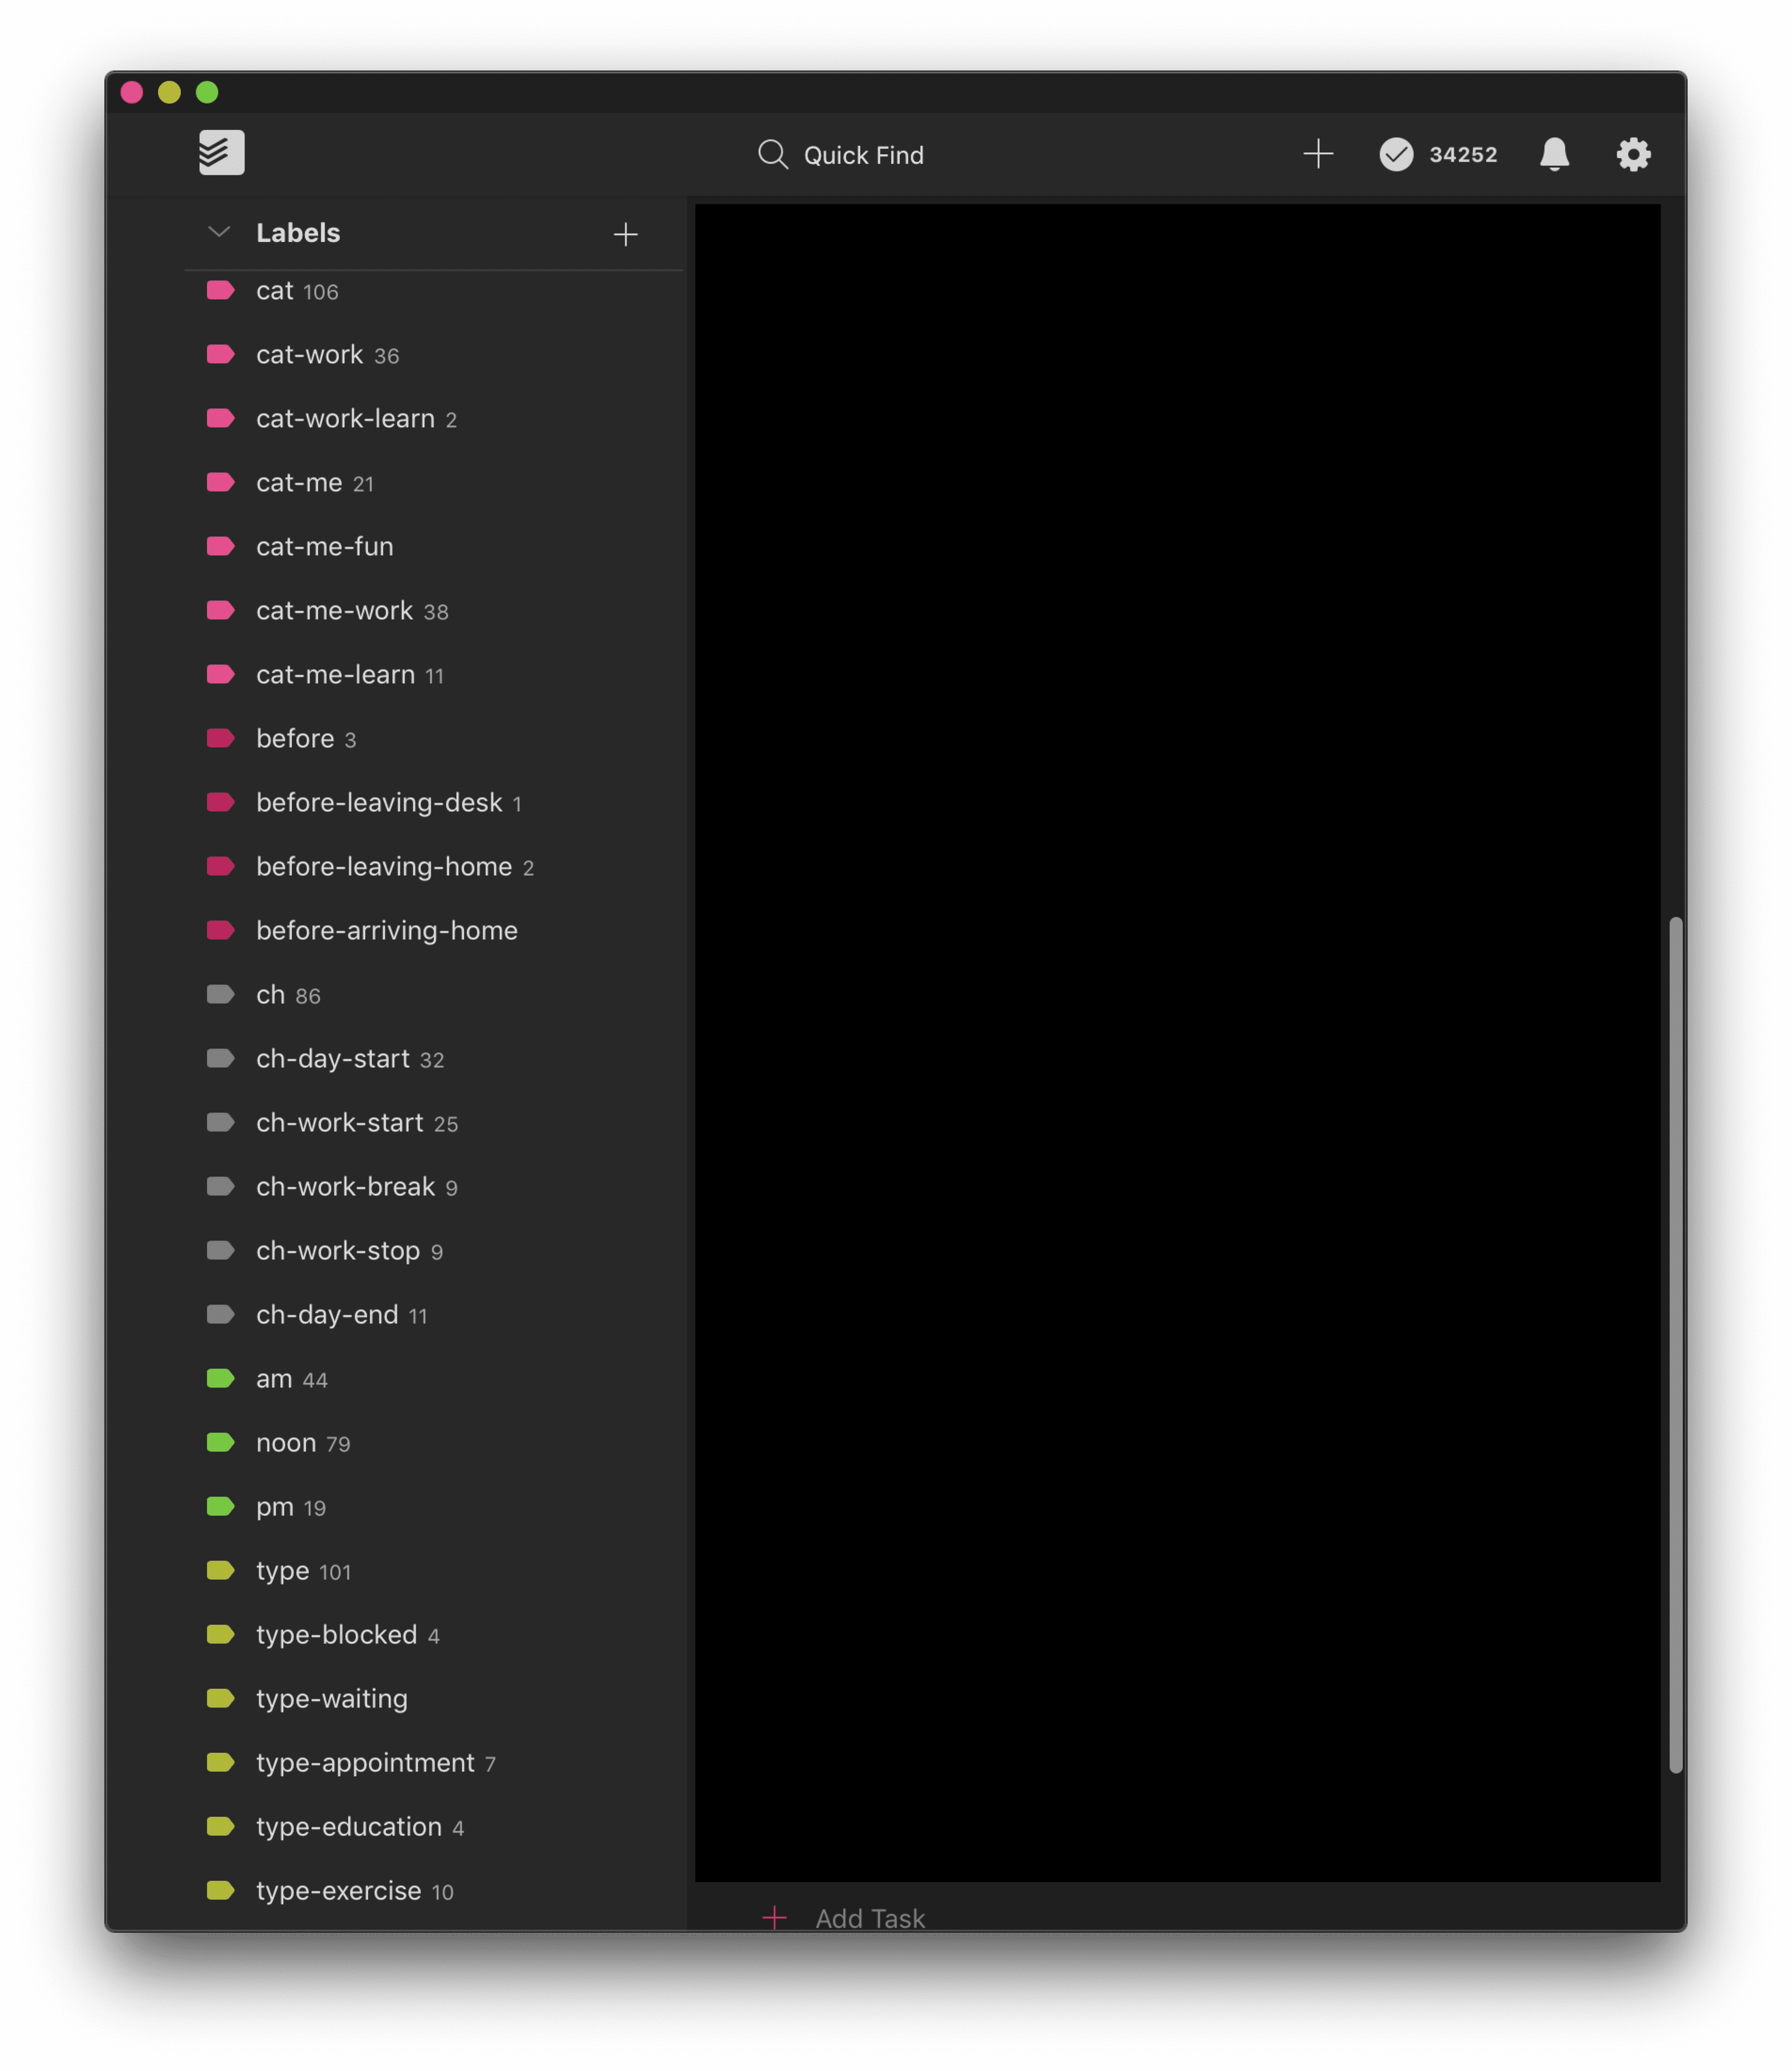 Quick Find
34252
Labels
cat 106
cat-work 36
cat-work-learn 2
cat-me 21
cat-me-fun
cat-me-work 38
cat-me-learn 11
before 3
before-leaving-desk 1
before-leaving-home 2
before-arriving-home
ch 86
ch-day-start 32
ch-work-start 25
ch-work-break 9
ch-work-stop 9
ch-day-end 11
am 44
noon 79
pm 19
type 101
type-blocked 4
type-waiting
type-appointment 7
type-education 4
type-exercise 10
Add Task